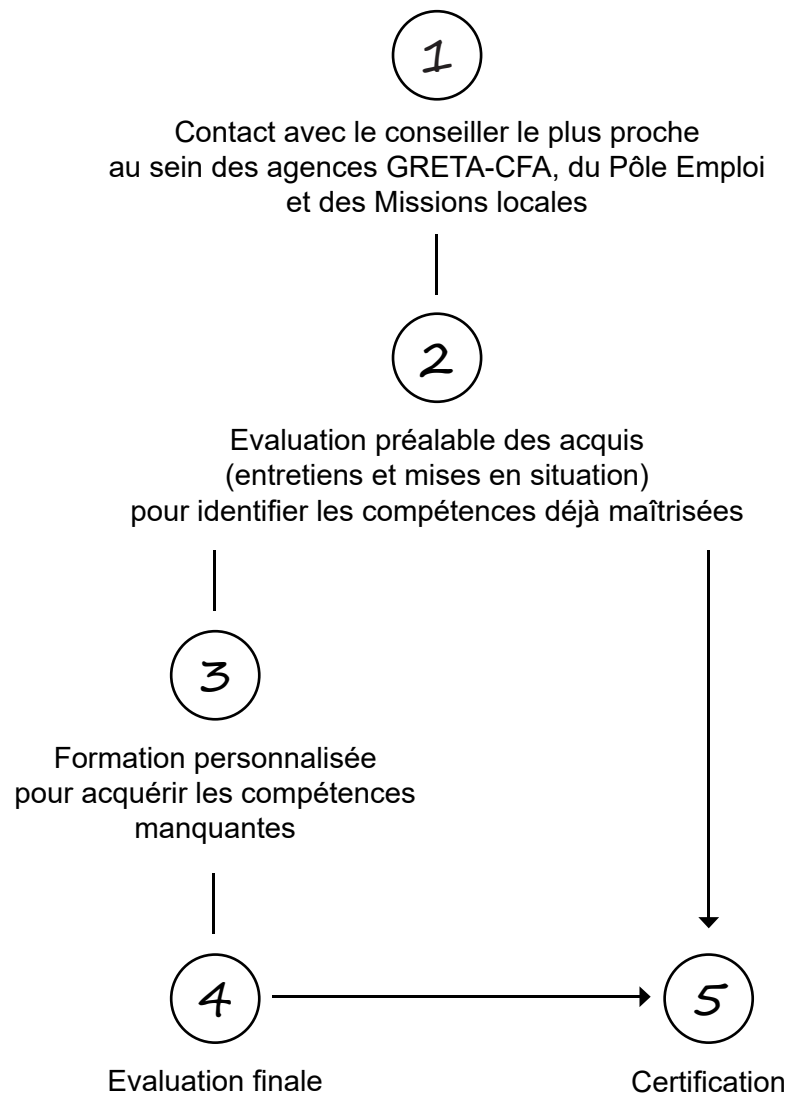 1
Contact avec le conseiller le plus proche
au sein des agences GRETA-CFA, du Pôle Emploi
et des Missions locales
2
Evaluation préalable des acquis
(entretiens et mises en situation)
pour identifier les compétences déjà maîtrisées
3
Formation personnalisée
pour acquérir les compétences
manquantes
4
Evaluation finale
5
Certification